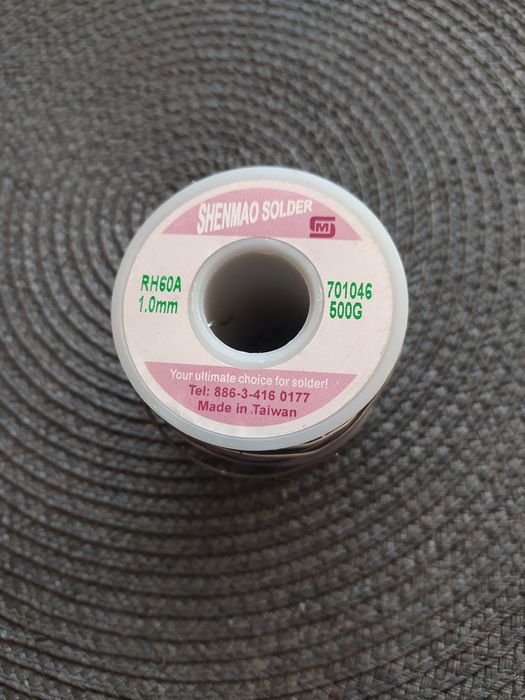 SHENMAO SOLDER
SM
RH60A
1.0mm
701046
500G
Your ultimate choice for solder!
Tel: 886-3-416 0177
Made in Taiwan